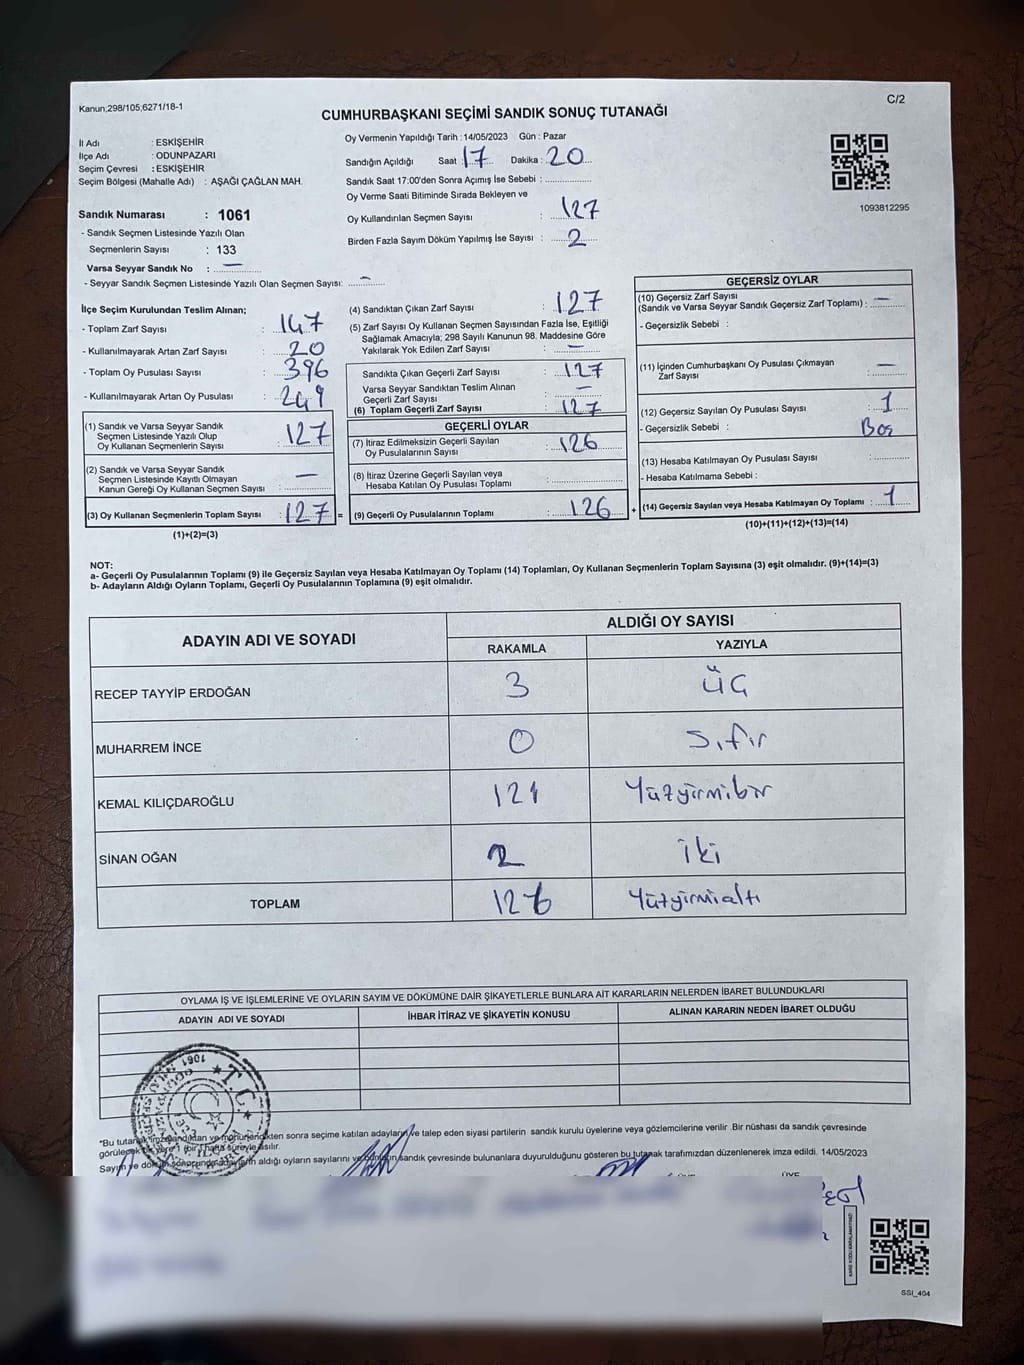 Kanun,298/105;6271/18-1
C/2
CUMHURBAŞKANI SEÇİMİ SANDIK SONUÇ TUTANAĞI
İl Adı : ESKİŞEHİR
İlçe Adı : ODUNPAZARI
Seçim Çevresi : ESKİŞEHİR
Seçim Bölgesi (Mahalle Adı) : AŞAĞI ÇAĞLAN MAH.
Sandık Numarası : 1061
- Sandık Seçmen Listesinde Yazılı Olan
Seçmenlerin Sayısı : 133
Varsa Seyyar Sandık No : —
- Seyyar Sandık Seçmen Listesinde Yazılı Olan Seçmen Sayısı: —
Oy Vermenin Yapıldığı Tarih : 14/05/2023 Gün : Pazar
Sandığın Açıldığı Saat : 17 Dakika : 20
Sandık Saat 17:00'den Sonra Açımış İse Sebebi :
Oy Verme Saati Bitiminde Sırada Bekleyen ve
Oy Kullandırılan Seçmen Sayısı : 127
Birden Fazla Sayım Döküm Yapılmış İse Sayısı : 2
1093812295
İlçe Seçim Kurulundan Teslim Alınan;
- Toplam Zarf Sayısı : 147
- Kullanılmayarak Artan Zarf Sayısı : 20
- Toplam Oy Pusulası Sayısı : 396
- Kullanılmayarak Artan Oy Pusulası : 249
(1) Sandık ve Varsa Seyyar Sandık
Seçmen Listesinde Yazılı Olup
Oy Kullanan Seçmenlerin Sayısı : 127
(2) Sandık ve Varsa Seyyar Sandık
Seçmen Listesinde Kayıtlı Olmayan
Kanun Gereği Oy Kullanan Seçmen Sayısı : —
(3) Oy Kullanan Seçmenlerin Toplam Sayısı : 127 =
(1)+(2)=(3)
(4) Sandıktan Çıkan Zarf Sayısı : 127
(5) Zarf Sayısı Oy Kullanan Seçmen Sayısından Fazla İse, Eşitliği
Sağlamak Amacıyla; 298 Sayılı Kanunun 98. Maddesine Göre
Yakılarak Yok Edilen Zarf Sayısı : —
Sandıkta Çıkan Geçerli Zarf Sayısı : 127
Varsa Seyyar Sandıktan Teslim Alınan
Geçerli Zarf Sayısı : —
(6) Toplam Geçerli Zarf Sayısı : 127
GEÇERLİ OYLAR
(7) İtiraz Edilmeksizin Geçerli Sayılan
Oy Pusulalarının Sayısı : 126
(8) İtiraz Üzerine Geçerli Sayılan veya
Hesaba Katılan Oy Pusulası Toplamı :
(9) Geçerli Oy Pusulalarının Toplamı : 126 +
GEÇERSİZ OYLAR
(10) Geçersiz Zarf Sayısı
(Sandık ve Varsa Seyyar Sandık Geçersiz Zarf Toplamı) : —
- Geçersizlik Sebebi :
(11) İçinden Cumhurbaşkanı Oy Pusulası Çıkmayan
Zarf Sayısı : —
(12) Geçersiz Sayılan Oy Pusulası Sayısı : 1
- Geçersizlik Sebebi : Boş
(13) Hesaba Katılmayan Oy Pusulası Sayısı :
- Hesaba Katılmama Sebebi :
(14) Geçersiz Sayılan veya Hesaba Katılmayan Oy Toplamı : 1
(10)+(11)+(12)+(13)=(14)
NOT:
a- Geçerli Oy Pusulalarının Toplamı (9) ile Geçersiz Sayılan veya Hesaba Katılmayan Oy Toplamı (14) Toplamları, Oy Kullanan Seçmenlerin Toplam Sayısına (3) eşit olmalıdır. (9)+(14)=(3)
b- Adayların Aldığı Oyların Toplamı, Geçerli Oy Pusulalarının Toplamına (9) eşit olmalıdır.
ADAYIN ADI VE SOYADI
ALDIĞI OY SAYISI
RAKAMLA YAZIYLA
RECEP TAYYİP ERDOĞAN 3 üç
MUHARREM İNCE 0 sıfır
KEMAL KILIÇDAROĞLU 121 Yüzyirmibir
SİNAN OĞAN 2 iki
TOPLAM 126 Yüzyirmialtı
OYLAMA İŞ VE İŞLEMLERİNE VE OYLARIN SAYIM VE DÖKÜMÜNE DAİR ŞİKAYETLERLE BUNLARA AİT KARARLARIN NELERDEN İBARET BULUNDUKLARI
ADAYIN ADI VE SOYADI İHBAR İTİRAZ VE ŞİKAYETİN KONUSU ALINAN KARARIN NEDEN İBARET OLDUĞU
1061
T.C.
*Bu tutanak imzalandıktan ve mühürlendikten sonra seçime katılan adayların ve talep eden siyasi partilerin sandık kurulu üyelerine veya gözlemcilerine verilir .Bir nüshası da sandık çevresinde
görülecek bir yere 1 (bir) hafta süreyle asılır.
Sayım ve döküm sonucunda adayların aldığı oyların sayılarını ve sandık çevresinde bulunanlara duyurulduğunu gösteren bu tutanak tarafımızdan düzenlenerek imza edildi. 14/05/2023
ÜYE
SSI_404